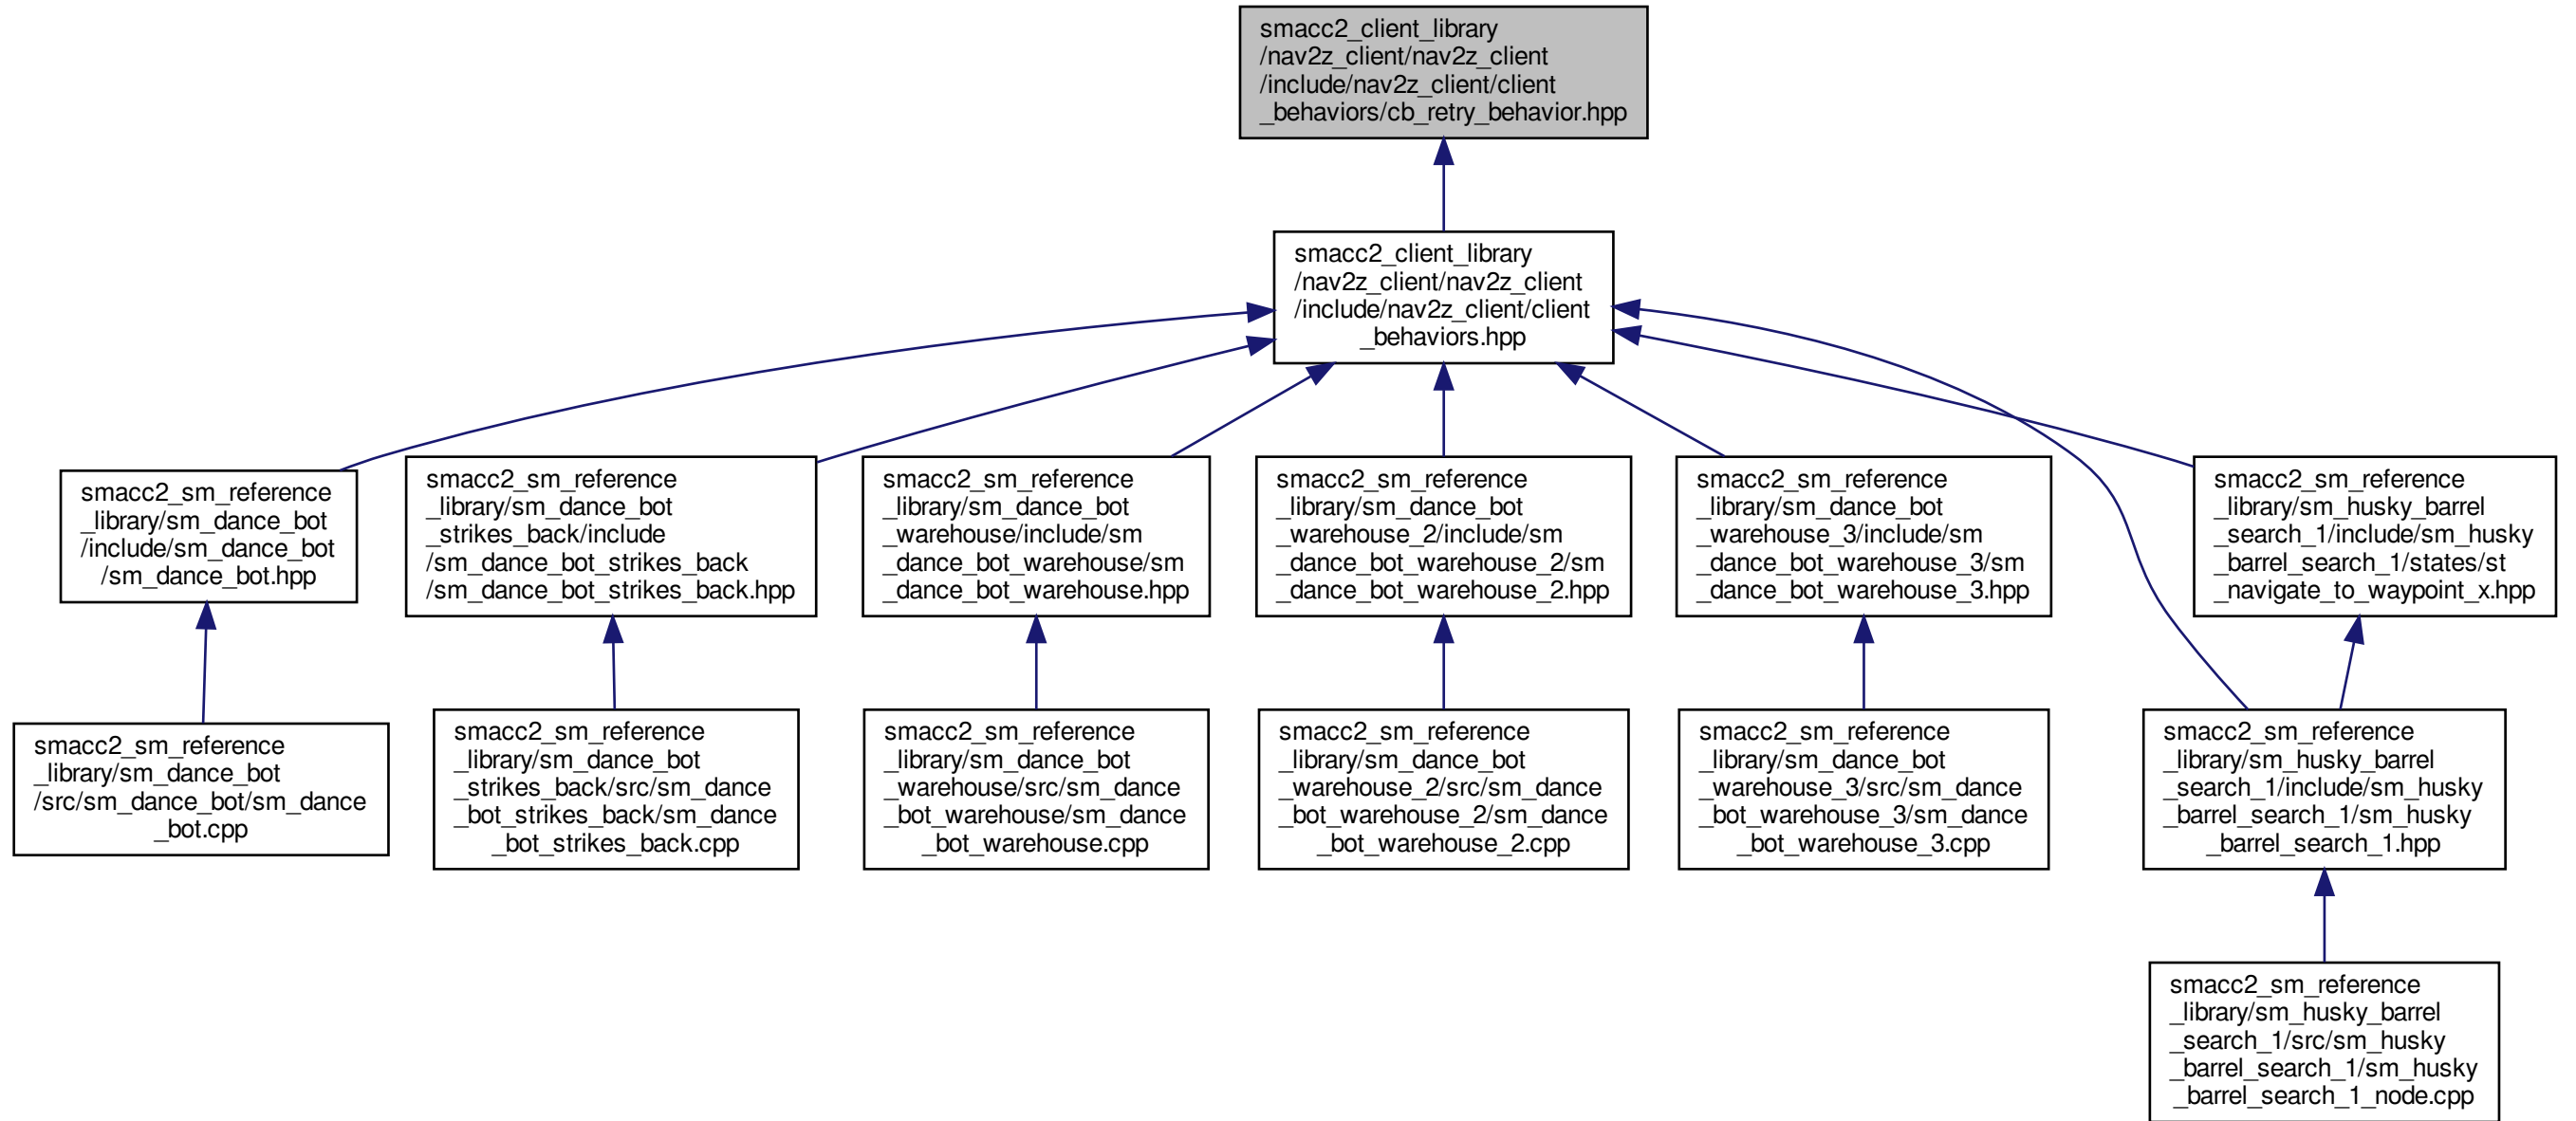 smacc2_client_library
/nav2z_client/nav2z_client
/include/nav2z_client/client
_behaviors/cb_retry_behavior.hpp
smacc2_client_library
/nav2z_client/nav2z_client
/include/nav2z_client/client
_behaviors.hpp
smacc2_sm_reference
_library/sm_dance_bot
/include/sm_dance_bot
/sm_dance_bot.hpp
smacc2_sm_reference
_library/sm_dance_bot
_strikes_back/include
/sm_dance_bot_strikes_back
/sm_dance_bot_strikes_back.hpp
smacc2_sm_reference
_library/sm_dance_bot
_warehouse/include/sm
_dance_bot_warehouse/sm
_dance_bot_warehouse.hpp
smacc2_sm_reference
_library/sm_dance_bot
_warehouse_2/include/sm
_dance_bot_warehouse_2/sm
_dance_bot_warehouse_2.hpp
smacc2_sm_reference
_library/sm_dance_bot
_warehouse_3/include/sm
_dance_bot_warehouse_3/sm
_dance_bot_warehouse_3.hpp
smacc2_sm_reference
_library/sm_husky_barrel
_search_1/include/sm_husky
_barrel_search_1/states/st
_navigate_to_waypoint_x.hpp
smacc2_sm_reference
_library/sm_dance_bot
/src/sm_dance_bot/sm_dance
_bot.cpp
smacc2_sm_reference
_library/sm_dance_bot
_strikes_back/src/sm_dance
_bot_strikes_back/sm_dance
_bot_strikes_back.cpp
smacc2_sm_reference
_library/sm_dance_bot
_warehouse/src/sm_dance
_bot_warehouse/sm_dance
_bot_warehouse.cpp
smacc2_sm_reference
_library/sm_dance_bot
_warehouse_2/src/sm_dance
_bot_warehouse_2/sm_dance
_bot_warehouse_2.cpp
smacc2_sm_reference
_library/sm_dance_bot
_warehouse_3/src/sm_dance
_bot_warehouse_3/sm_dance
_bot_warehouse_3.cpp
smacc2_sm_reference
_library/sm_husky_barrel
_search_1/include/sm_husky
_barrel_search_1/sm_husky
_barrel_search_1.hpp
smacc2_sm_reference
_library/sm_husky_barrel
_search_1/src/sm_husky
_barrel_search_1/sm_husky
_barrel_search_1_node.cpp